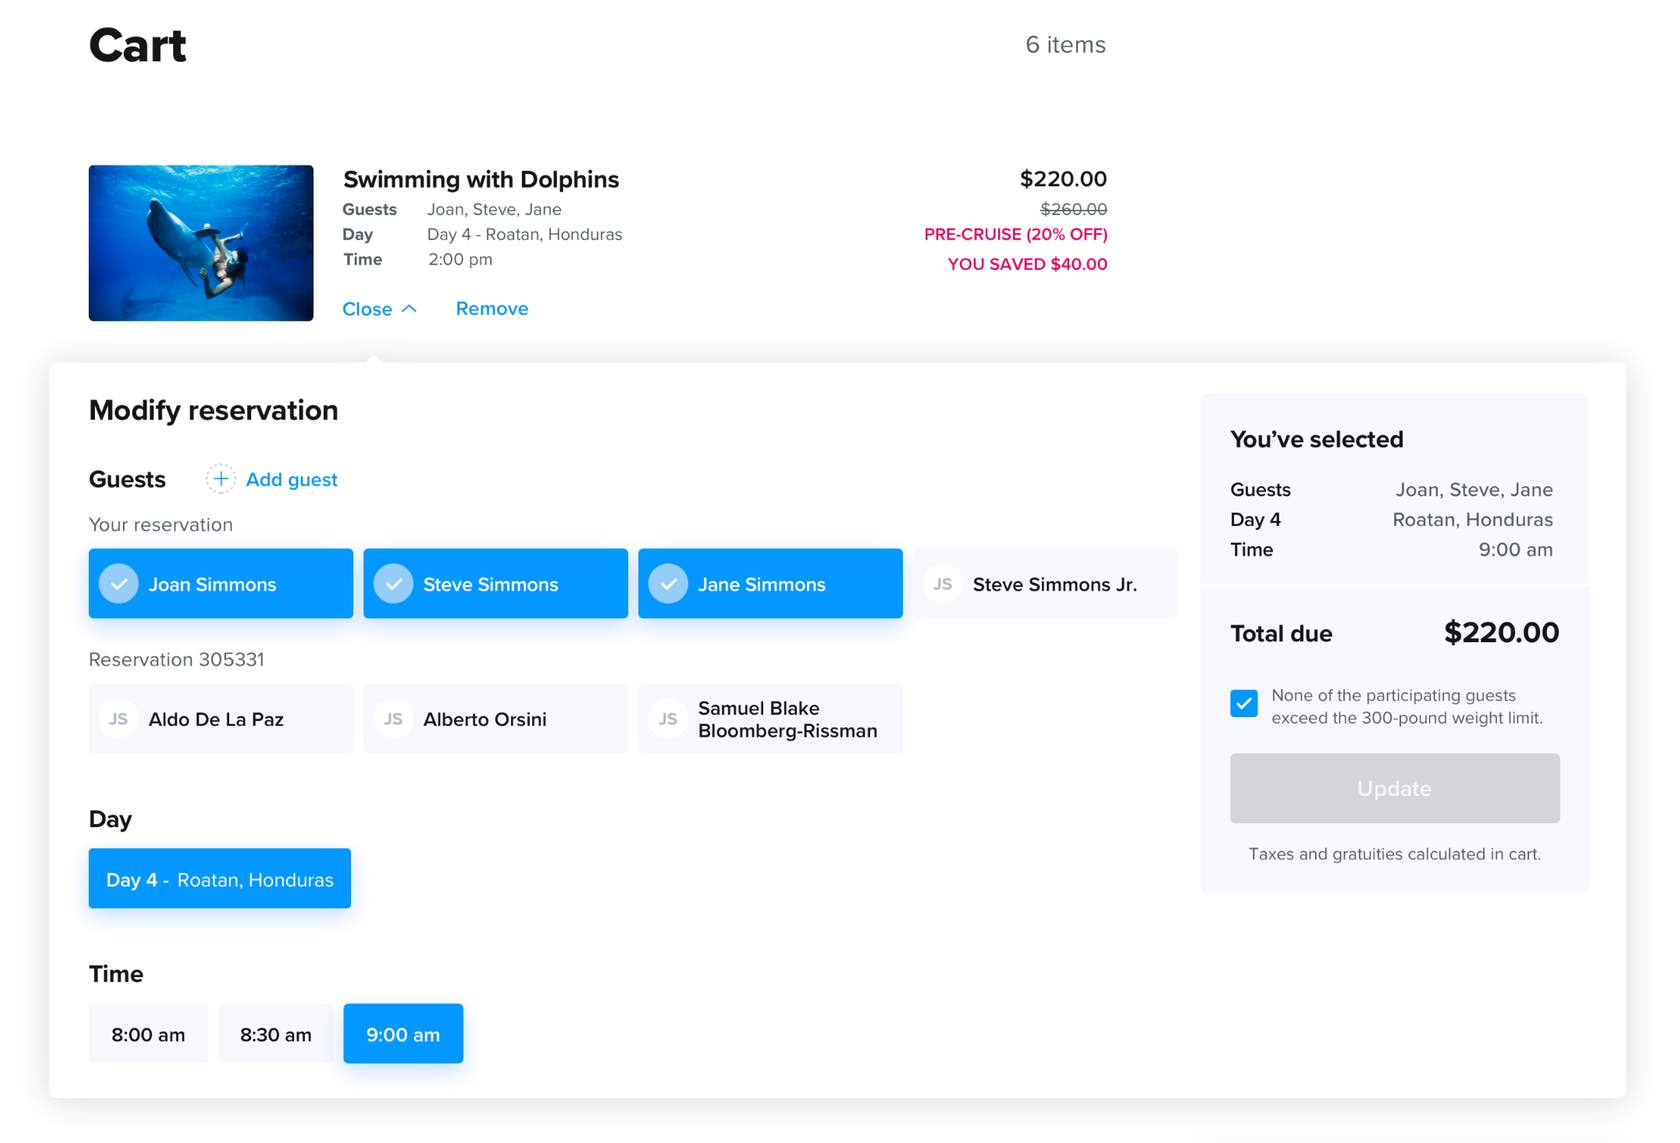 Cart
6 items
Swimming with Dolphins
$220.00
Guests Joan, Steve, Jane
$260.00
Day Day 4 - Roatan, Honduras
PRE-CRUISE (20% OFF)
Time 2:00 pm
YOU SAVED $40.00
Close Remove
Modify reservation
Guests Add guest
Your reservation
Joan Simmons
Steve Simmons
Jane Simmons
JS Steve Simmons Jr.
Reservation 305331
JS Aldo De La Paz
JS Alberto Orsini
JS Samuel Blake
Bloomberg-Rissman
Day
Day 4 - Roatan, Honduras
Time
8:00 am
8:30 am
9:00 am
You’ve selected
Guests Joan, Steve, Jane
Day 4 Roatan, Honduras
Time 9:00 am
Total due $220.00
None of the participating guests
exceed the 300-pound weight limit.
Update
Taxes and gratuities calculated in cart.